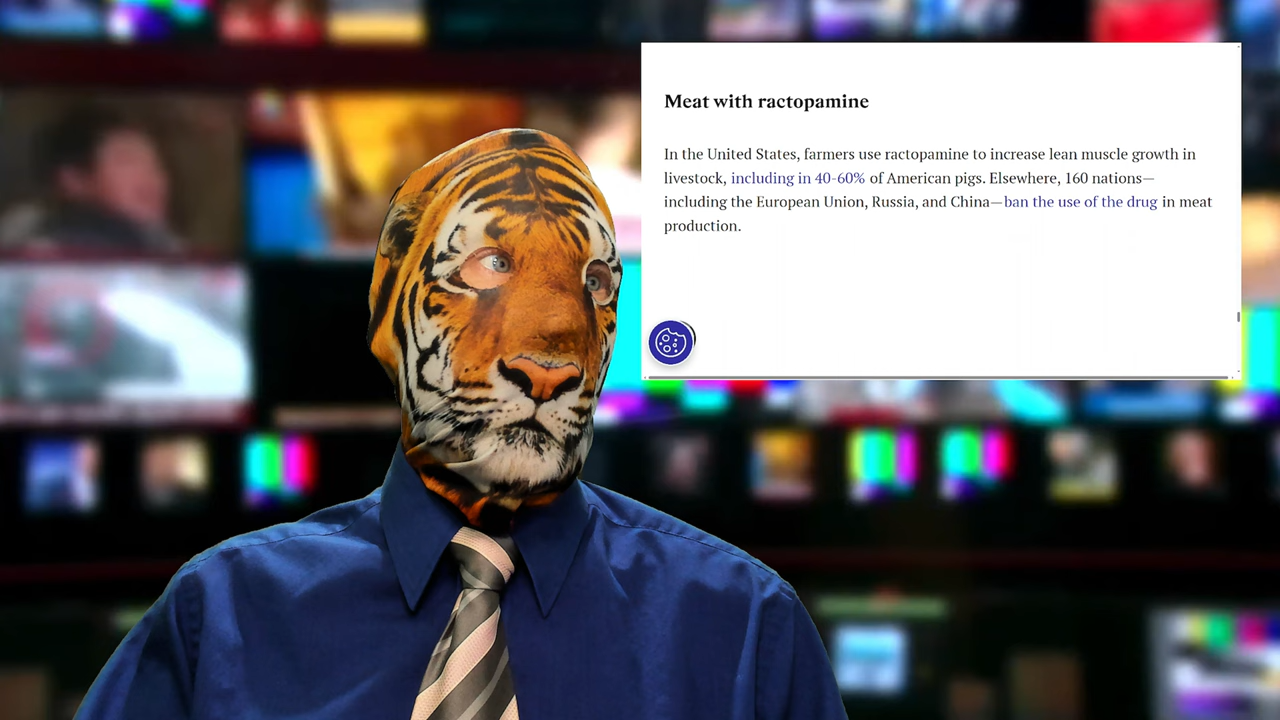 Meat with ractopamine
In the United States, farmers use ractopamine to increase lean muscle growth in
livestock, including in 40-60% of American pigs. Elsewhere, 160 nations—
including the European Union, Russia, and China—ban the use of the drug in meat
production.